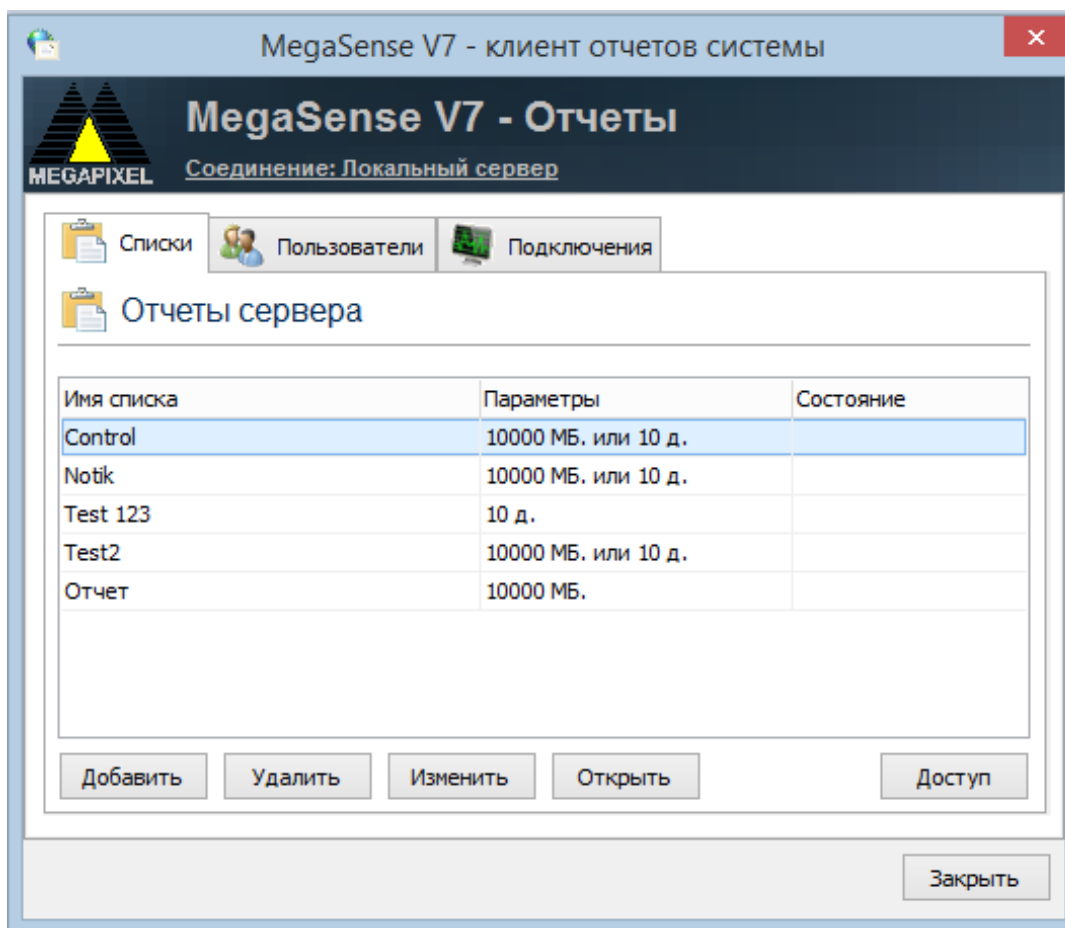 MegaSense V7 - клиент отчетов системы
MegaSense V7 - Отчеты
MEGAPIXEL
Соединение: Локальный сервер
Списки Пользователи Подключения
Отчеты сервера
Имя списка Параметры Состояние
Control 10000 МБ. или 10 д.
Notik 10000 МБ. или 10 д.
Test 123 10 д.
Test2 10000 МБ. или 10 д.
Отчет 10000 МБ.
Добавить Удалить Изменить Открыть Доступ
Закрыть